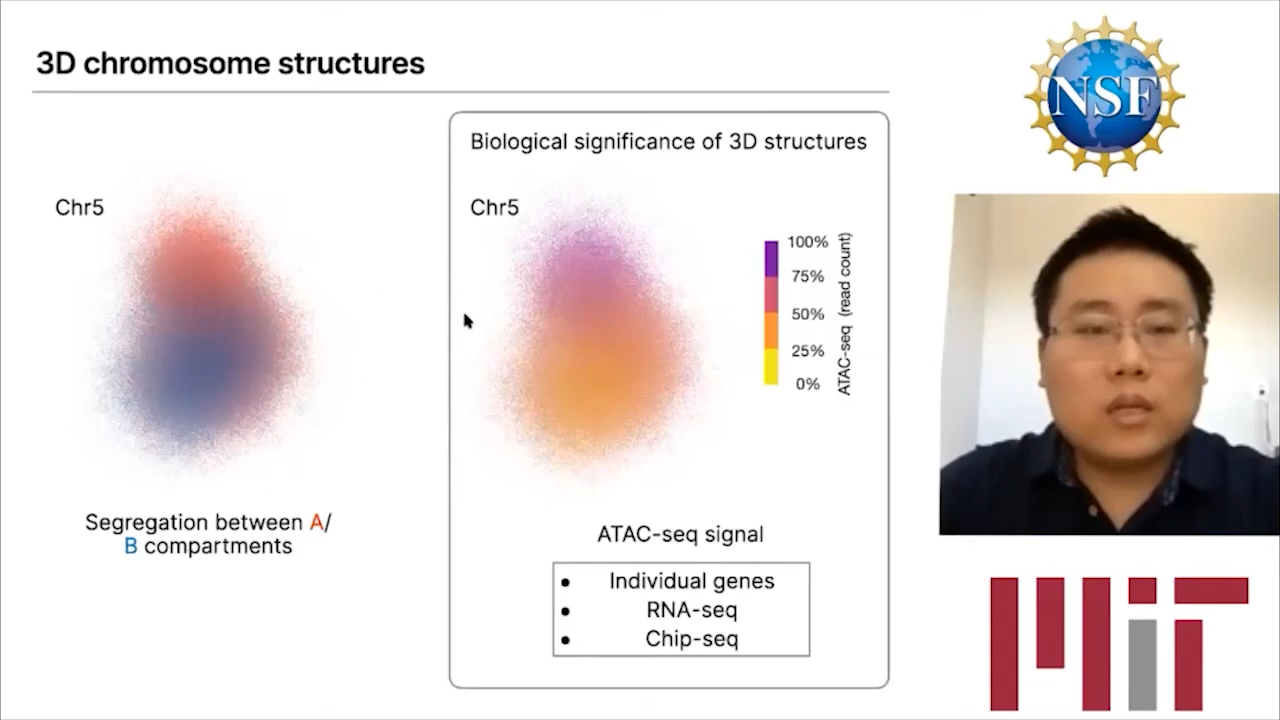 3D chromosome structures
Chr5
Segregation between A/
B compartments
Biological significance of 3D structures
Chr5
100%
75%
50%
25%
0%
ATAC-seq (read count)
ATAC-seq signal
• Individual genes
• RNA-seq
• Chip-seq
NSF
MIT